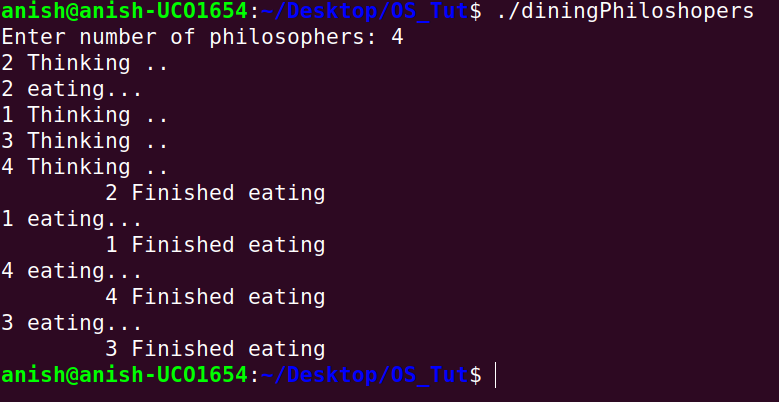 anish@anish-UCO1654:~/Desktop/OS_Tut$ ./diningPhiloshopers
Enter number of philosophers: 4
2 Thinking ..
2 eating...
1 Thinking ..
3 Thinking ..
4 Thinking ..
        2 Finished eating
1 eating...
        1 Finished eating
4 eating...
        4 Finished eating
3 eating...
        3 Finished eating
anish@anish-UCO1654:~/Desktop/OS_Tut$